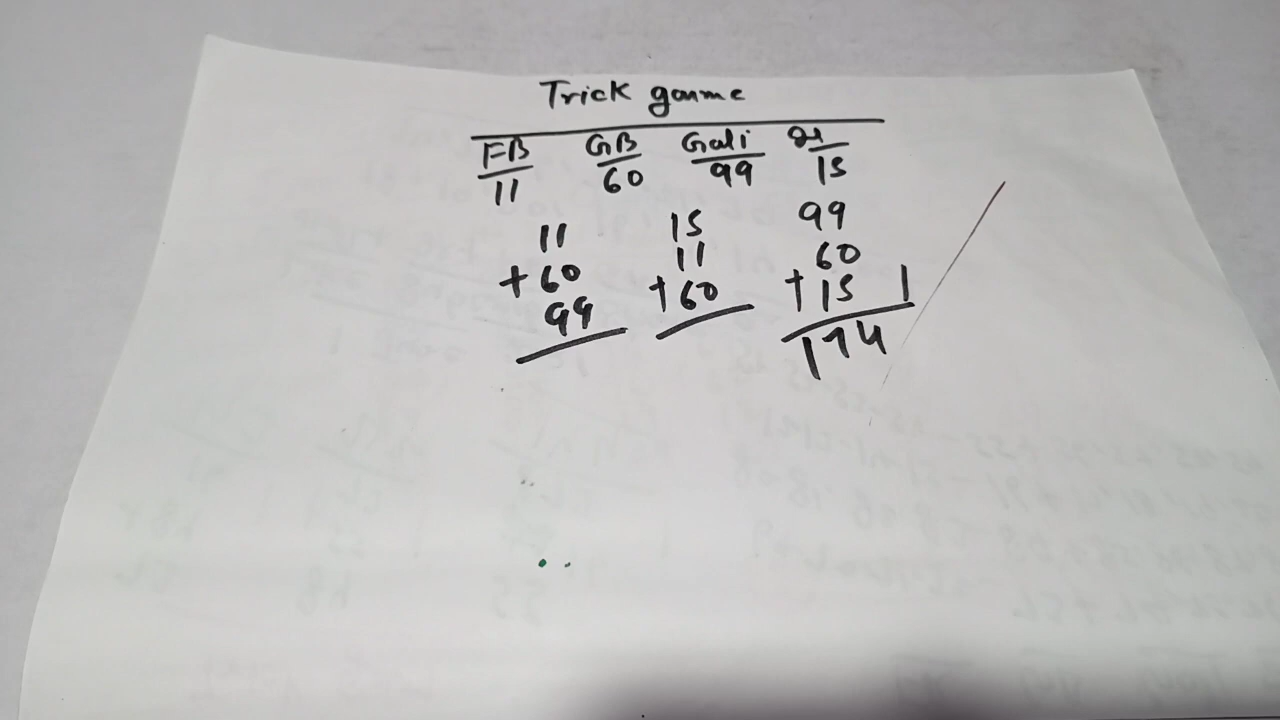 Trick game
FB GB Gali
11 60 99 15
11 15 99
+60 11 60
99 +60 +15 1
174